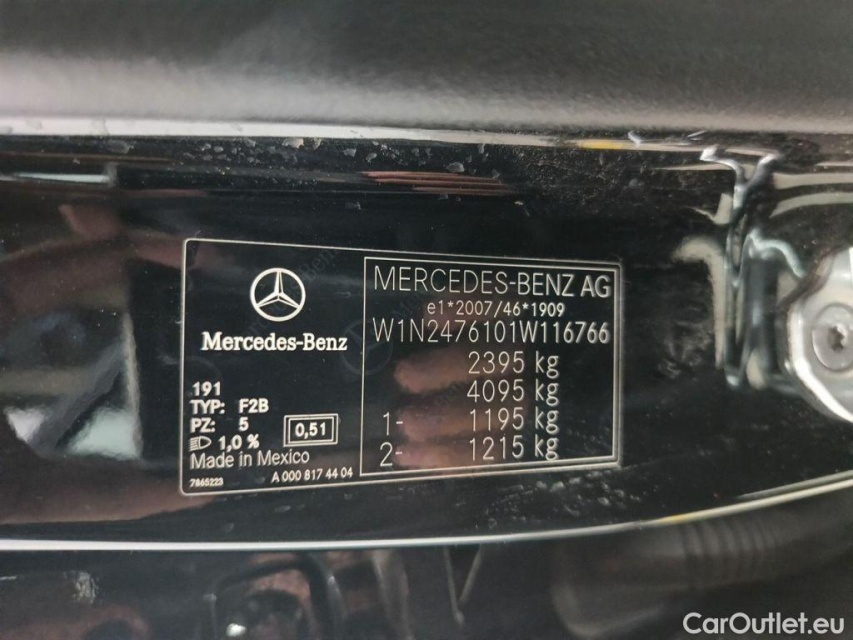 Mercedes-Benz
191
TYP: F2B
PZ: 5
1,0 %
0,51
Made in Mexico
7865223
A 000 817 44 04
MERCEDES-BENZ AG
e1*2007/46*1909
W1N2476101W116766
2395 kg
4095 kg
1- 1195 kg
2- 1215 kg
CarOutlet.eu